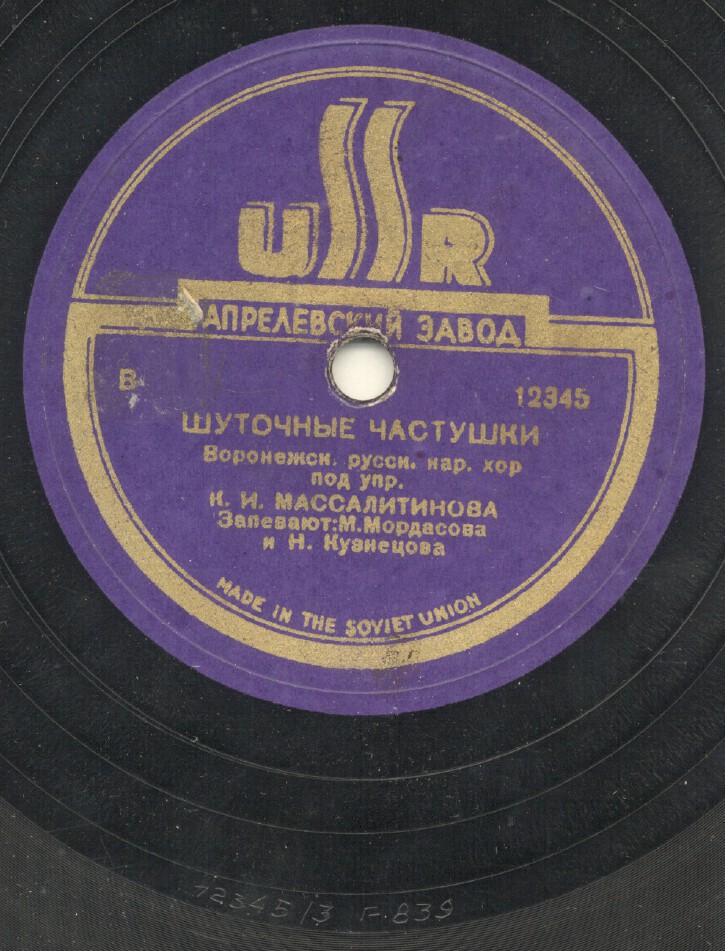 USSR
АПРЕЛЕВСКИЙ ЗАВОД
В 12345
ШУТОЧНЫЕ ЧАСТУШКИ
Воронежск. русск. нар. хор
под упр.
К. И. МАССАЛИТИНОВА
Запевают: М. Мордасова
и Н. Кузнецова
MADE IN THE SOVIET UNION
12345/3 F-839